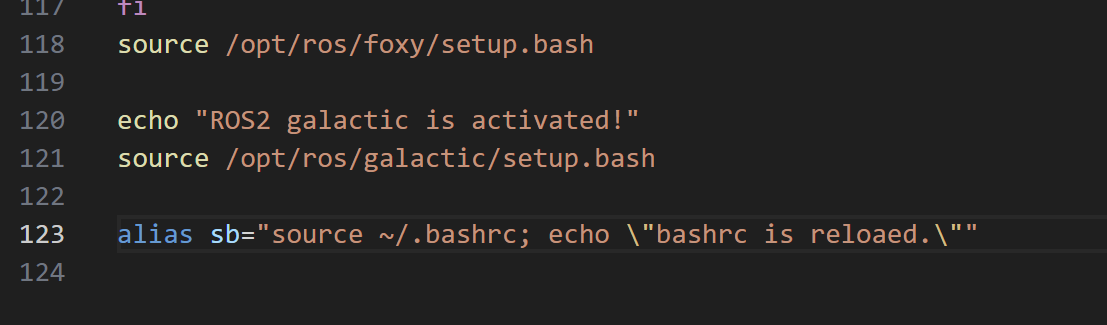 117 fi
118 source /opt/ros/foxy/setup.bash
119
120 echo "ROS2 galactic is activated!"
121 source /opt/ros/galactic/setup.bash
122
123 alias sb="source ~/.bashrc; echo \"bashrc is reloaed.\""
124